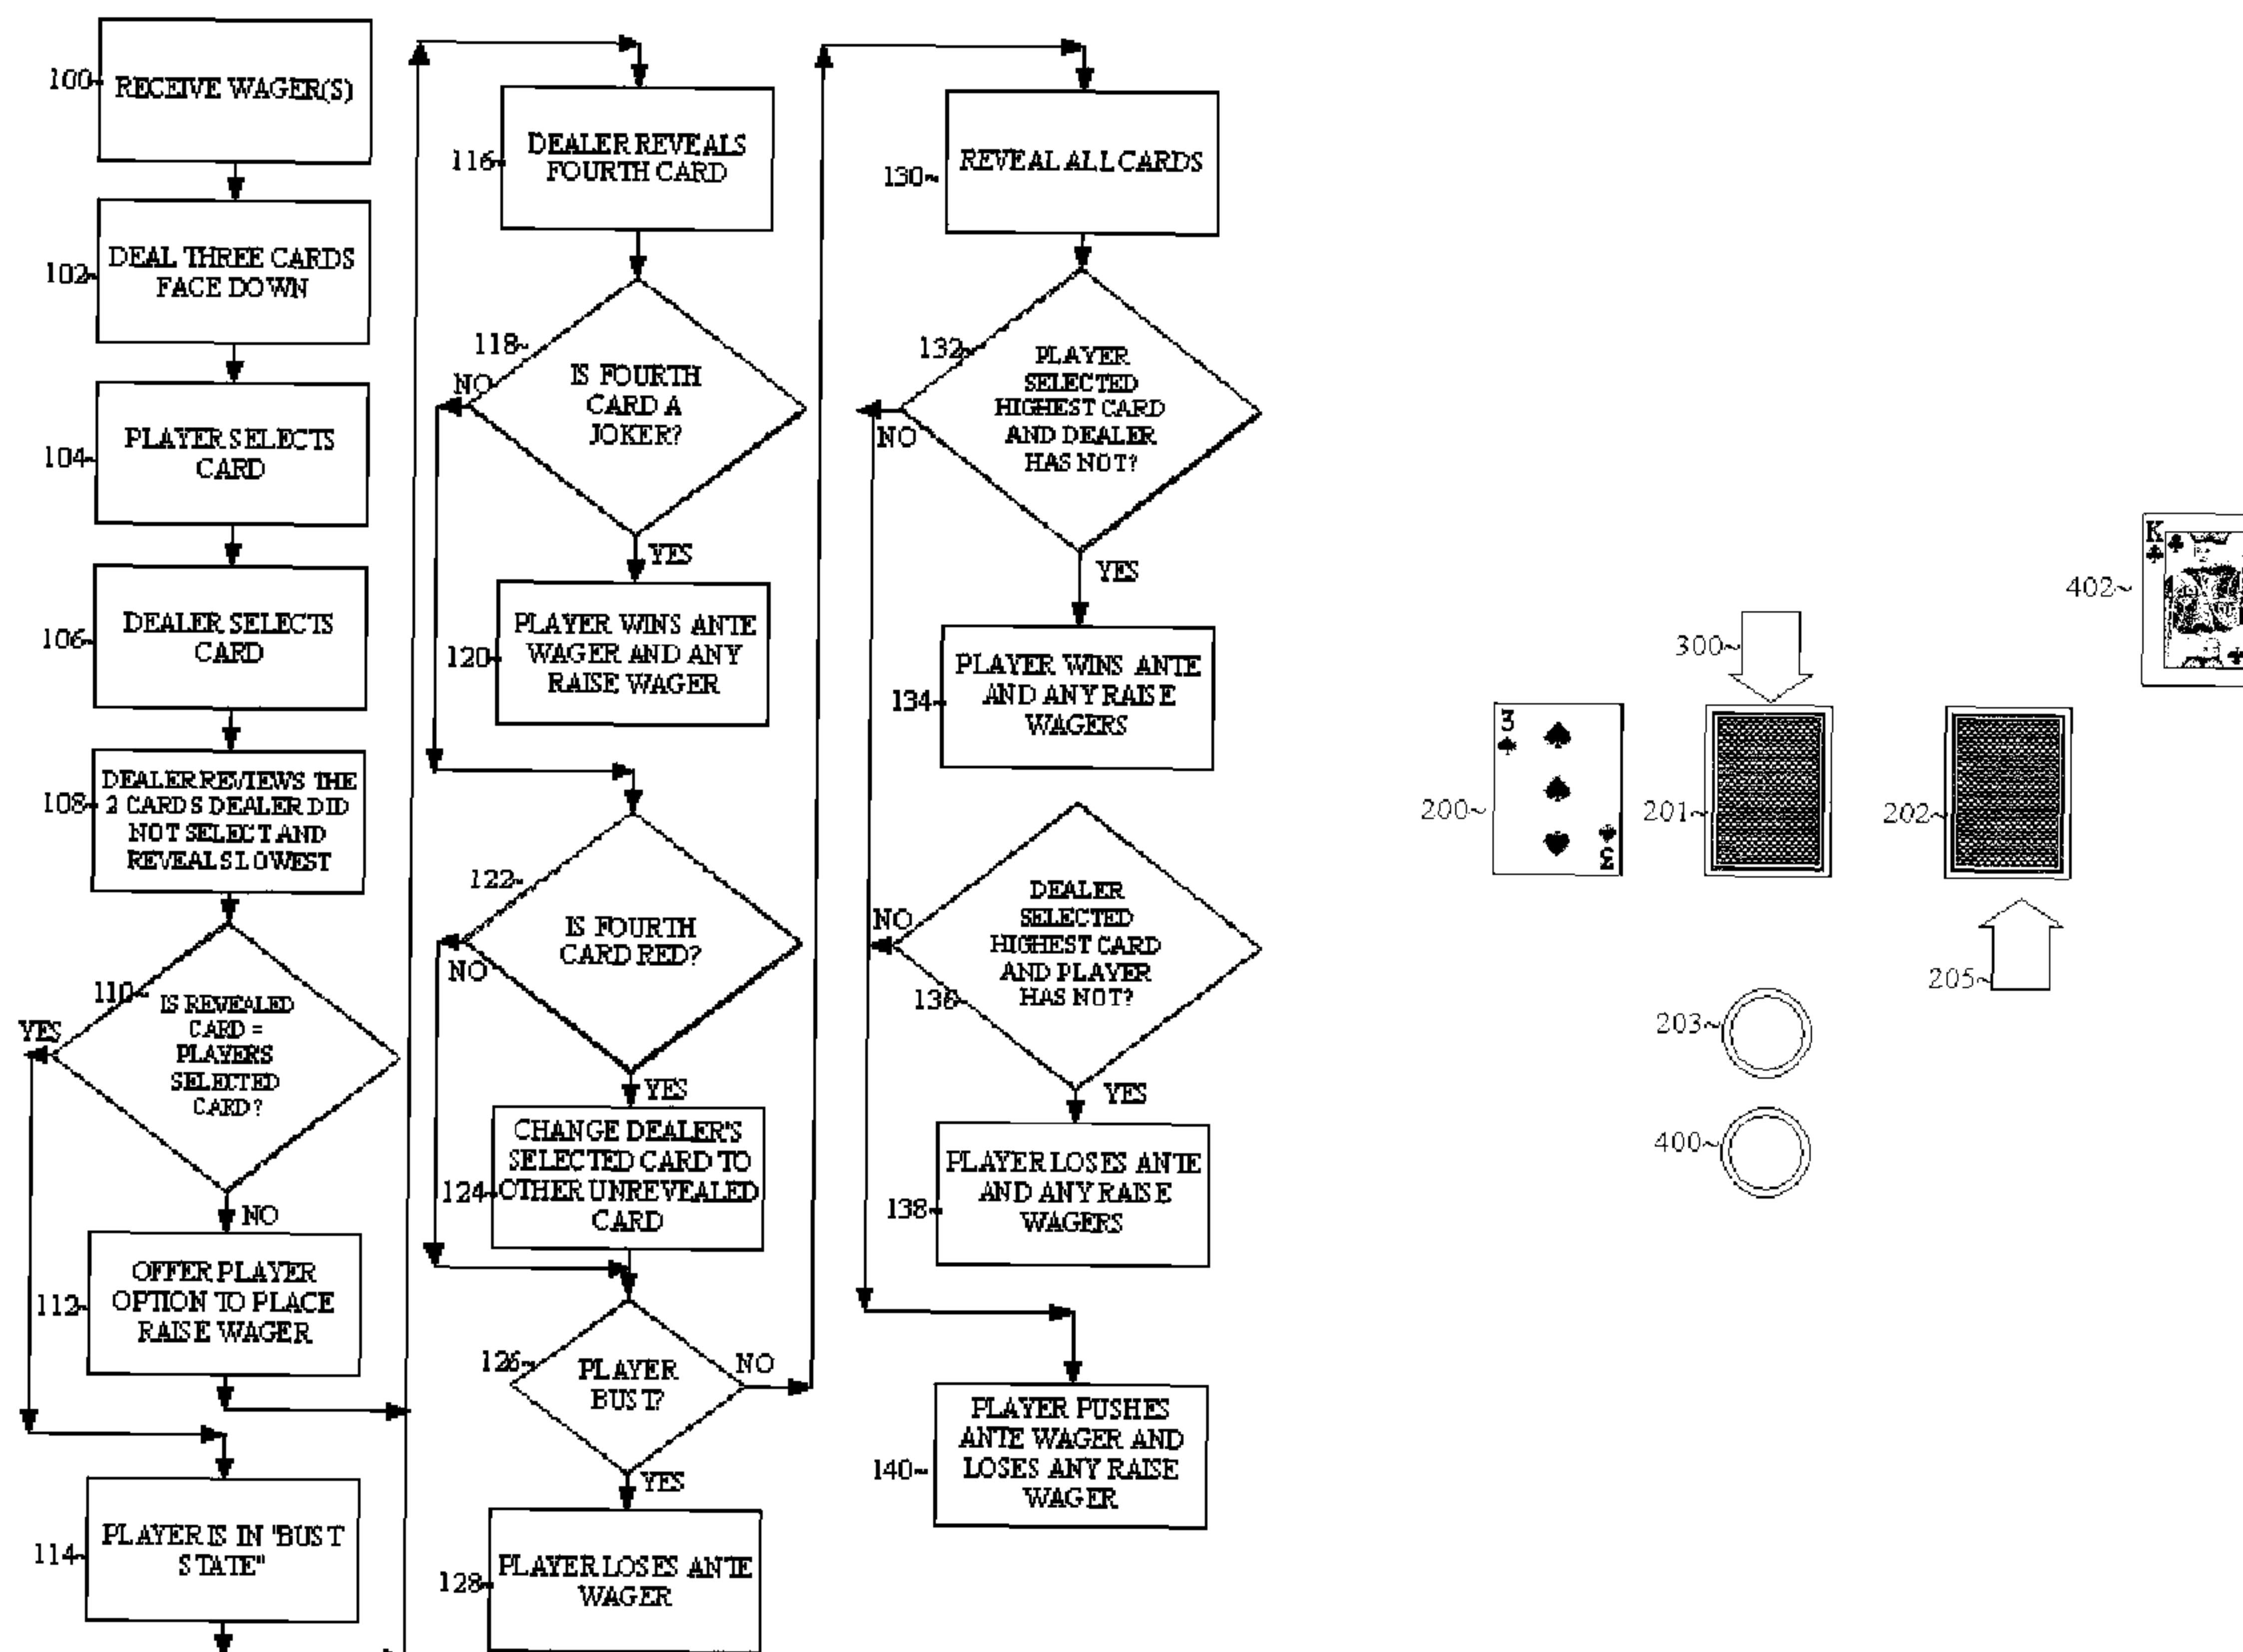 100~
RECEIVE WAGER(S)
102~
DEAL THREE CARDS
FACE DOWN
104~
PLAYER SELECTS
CARD
106~
DEALER SELECTS
CARD
108~
DEALER REVIEWS THE
2 CARDS DEALER DID
NOT SELECT AND
REVEALS LOWEST
110~
IS REVEALED
CARD =
PLAYER'S
SELECTED
CARD?
YES
NO
112~
OFFER PLAYER
OPTION TO PLACE
RAISE WAGER
114~
PLAYER IS IN "BUST
STATE"
116~
DEALER REVEALS
FOURTH CARD
118~
IS FOURTH
CARD A
JOKER?
NO
YES
120~
PLAYER WINS ANTE
WAGER AND ANY
RAISE WAGER
122~
IS FOURTH
CARD RED?
NO
YES
124~
CHANGE DEALER'S
SELECTED CARD TO
OTHER UNREVEALED
CARD
126~
PLAYER
BUST?
NO
YES
128~
PLAYER LOSES ANTE
WAGER
130~
REVEAL ALL CARDS
132~
PLAYER
SELECTED
HIGHEST CARD
AND DEALER
HAS NOT?
NO
YES
134~
PLAYER WINS ANTE
AND ANY RAISE
WAGERS
136~
DEALER
SELECTED
HIGHEST CARD
AND PLAYER
HAS NOT?
NO
YES
138~
PLAYER LOSES ANTE
AND ANY RAISE
WAGERS
140~
PLAYER PUSHES
ANTE WAGER AND
LOSES ANY RAISE
WAGER
402~
K
300~
200~
3
3
201~
202~
205~
203~
400~